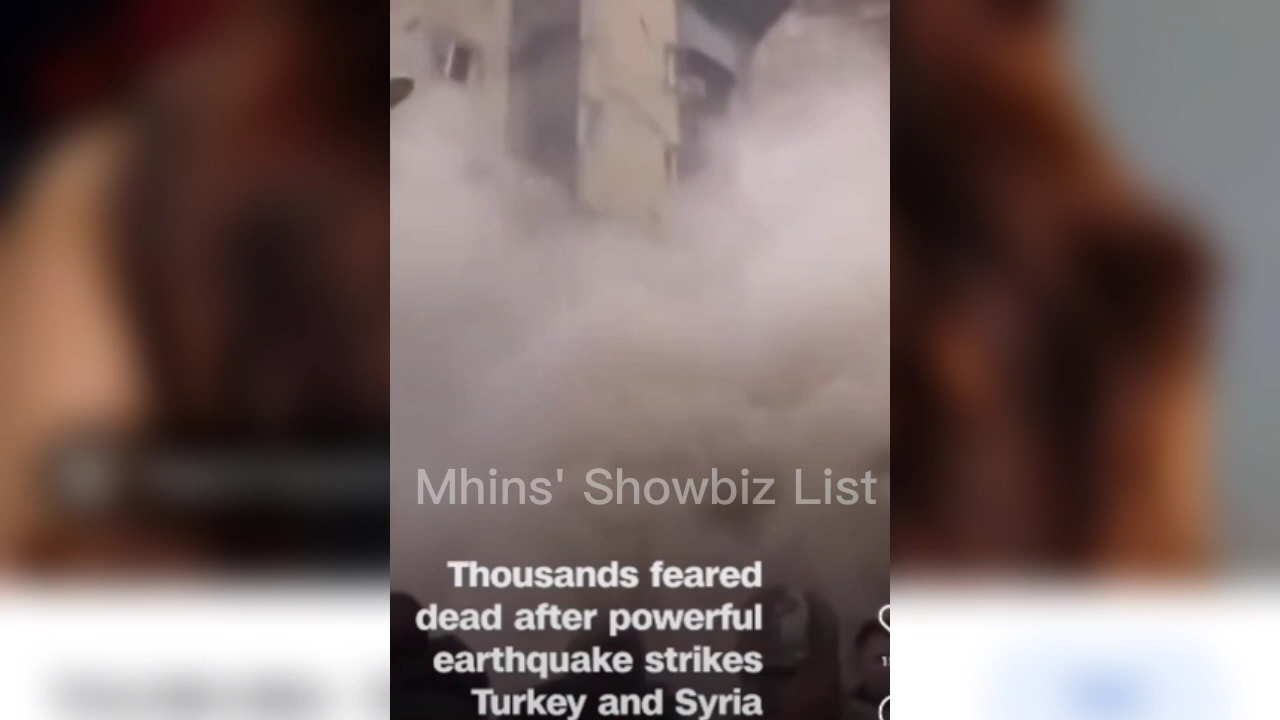 Mhins' Showbiz List
Thousands feared
dead after powerful
earthquake strikes
Turkey and Syria